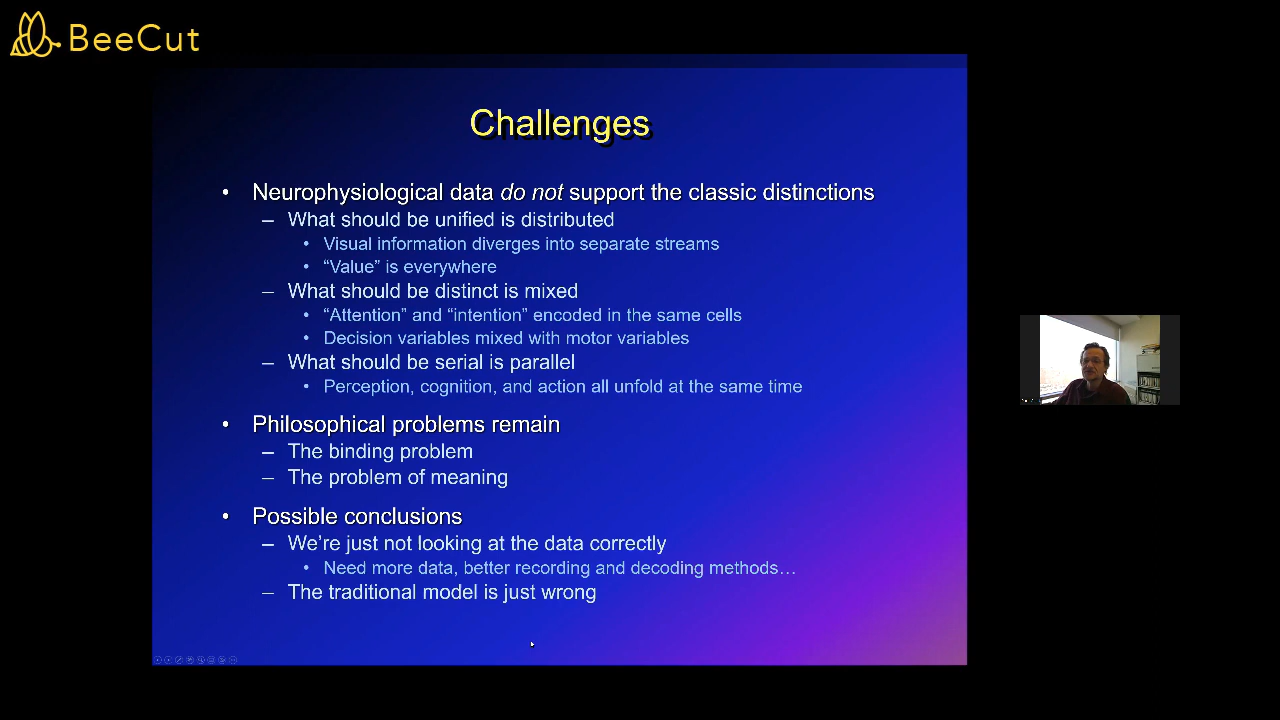 BeeCut
Challenges
• Neurophysiological data do not support the classic distinctions
– What should be unified is distributed
• Visual information diverges into separate streams
• “Value” is everywhere
– What should be distinct is mixed
• “Attention” and “intention” encoded in the same cells
• Decision variables mixed with motor variables
– What should be serial is parallel
• Perception, cognition, and action all unfold at the same time
• Philosophical problems remain
– The binding problem
– The problem of meaning
• Possible conclusions
– We’re just not looking at the data correctly
• Need more data, better recording and decoding methods…
– The traditional model is just wrong